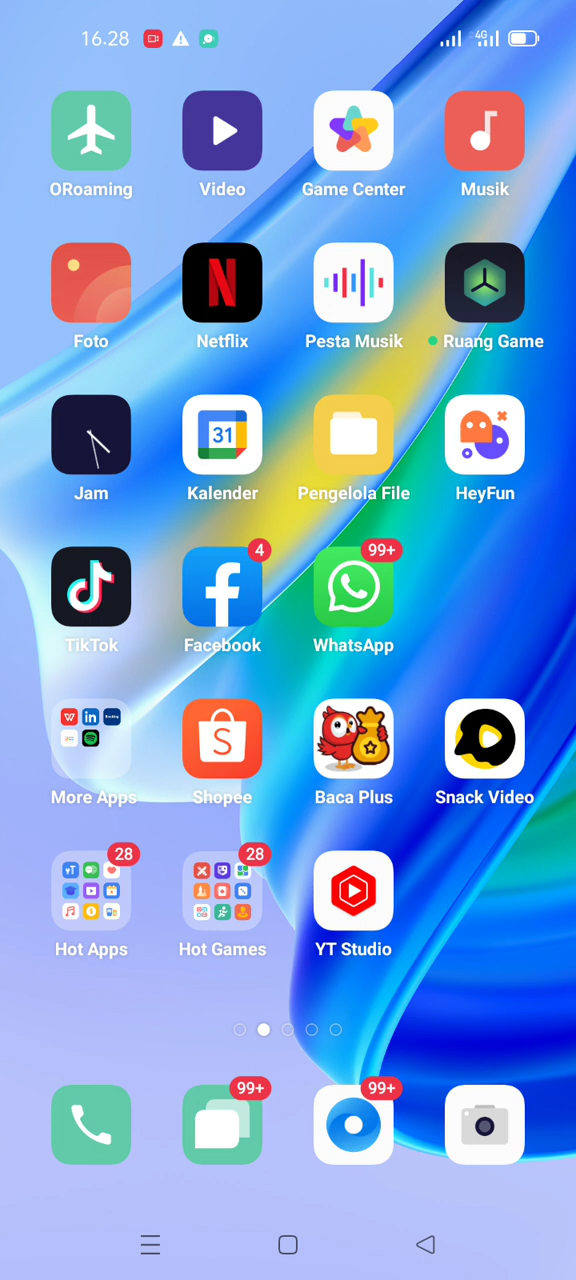 16.28
4G
ORoaming Video Game Center Musik
Foto Netflix Pesta Musik Ruang Game
31
Jam Kalender Pengelola File HeyFun
4 99+
TikTok Facebook WhatsApp
More Apps Shopee Baca Plus Snack Video
28 28
Hot Apps Hot Games YT Studio
99+ 99+